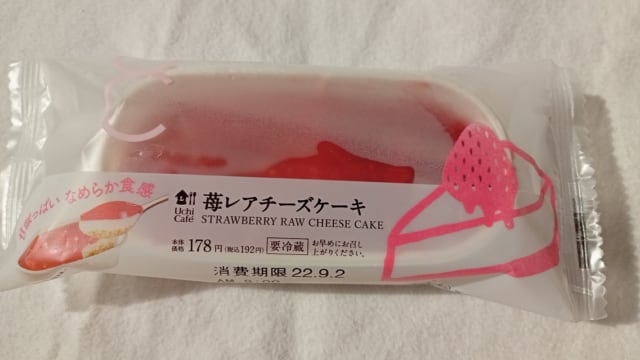 甘酸っぱい なめらか食感
Uchi
Café
苺レアチーズケーキ
STRAWBERRY RAW CHEESE CAKE
本体
価格 178円(税込192円) 要冷蔵 お早めにお召し
上がりください。
消費期限 22.9.2